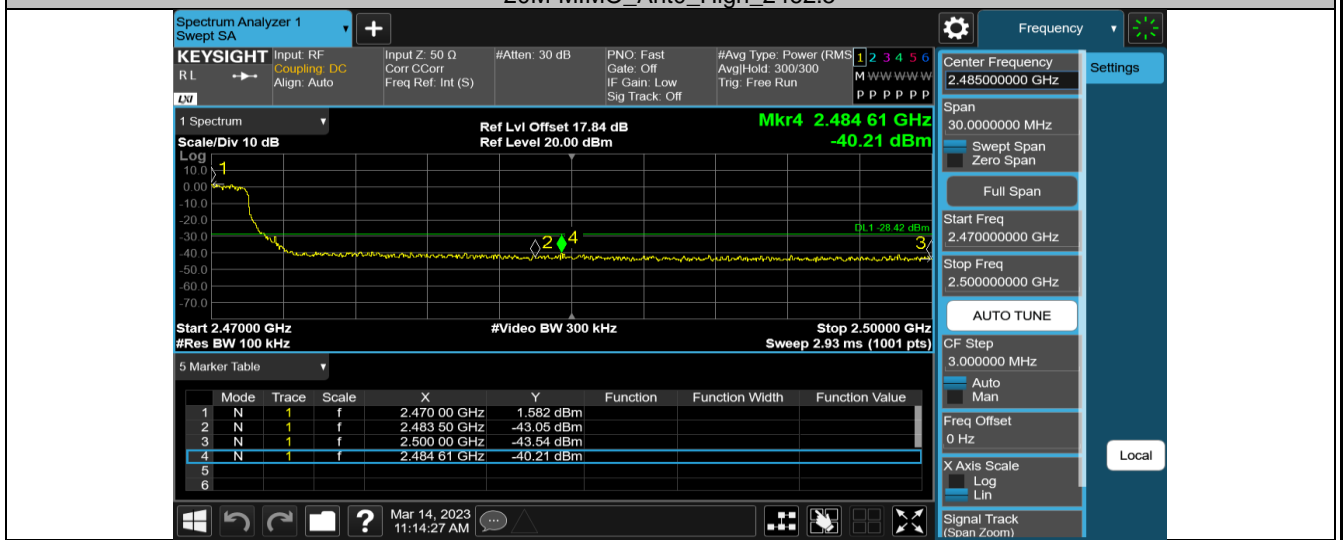 Spectrum Analyzer 1
Swept SA
Frequency
KEYSIGHT
RL
LXI
Input: RF
Coupling: DC
Align: Auto
Input Z: 50 Ω
Corr CCorr
Freq Ref: Int (S)
#Atten: 30 dB
PNO: Fast
Gate: Off
IF Gain: Low
Sig Track: Off
#Avg Type: Power (RMS
Avg|Hold: 300/300
Trig: Free Run
1 2 3 4 5 6
M W W W W W
P P P P P P
Center Frequency
2.485000000 GHz
Settings
1 Spectrum
Scale/Div 10 dB
Ref Lvl Offset 17.84 dB
Ref Level 20.00 dBm
Mkr4 2.484 61 GHz
-40.21 dBm
Log
10.0
0.00
-10.0
-20.0
-30.0
-40.0
-50.0
-60.0
-70.0
1
2
4
3
DL1 -28.42 dBm
Start 2.47000 GHz
#Res BW 100 kHz
#Video BW 300 kHz
Stop 2.50000 GHz
Sweep 2.93 ms (1001 pts)
Span
30.0000000 MHz
Swept Span
Zero Span
Full Span
Start Freq
2.470000000 GHz
Stop Freq
2.500000000 GHz
AUTO TUNE
CF Step
3.000000 MHz
Auto
Man
Freq Offset
0 Hz
X Axis Scale
Log
Lin
Signal Track
(Span Zoom)
Local
5 Marker Table
Mode Trace Scale X Y Function Function Width Function Value
1 N 1 f 2.470 00 GHz 1.582 dBm
2 N 1 f 2.483 50 GHz -43.05 dBm
3 N 1 f 2.500 00 GHz -43.54 dBm
4 N 1 f 2.484 61 GHz -40.21 dBm
5
6
Mar 14, 2023
11:14:27 AM